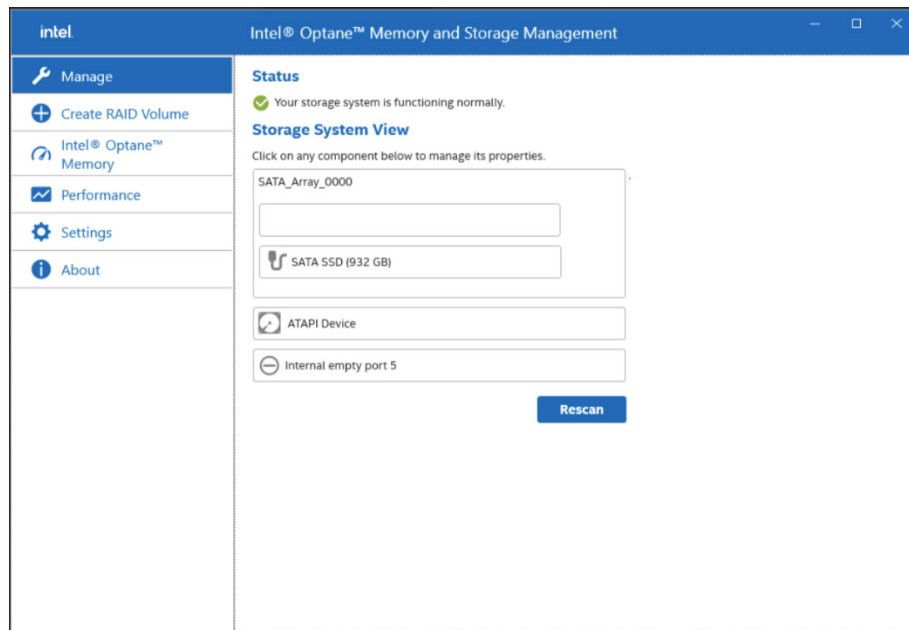 intel.
Intel® Optane™ Memory and Storage Management
Manage
Create RAID Volume
Intel® Optane™
Memory
Performance
Settings
About
Status
Your storage system is functioning normally.
Storage System View
Click on any component below to manage its properties.
SATA_Array_0000
SATA SSD (932 GB)
ATAPI Device
Internal empty port 5
Rescan